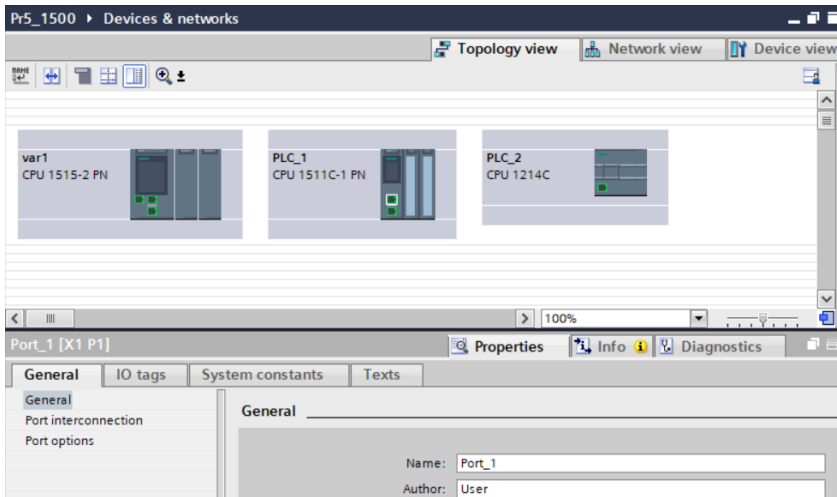 Pr5_1500 ▸ Devices & networks
Topology view Network view Device view
100%
var1
CPU 1515-2 PN
PLC_1
CPU 1511C-1 PN
PLC_2
CPU 1214C
Port_1 [X1 P1]
Properties Info Diagnostics
General IO tags System constants Texts
General
Port interconnection
Port options
General
Name: Port_1
Author: User